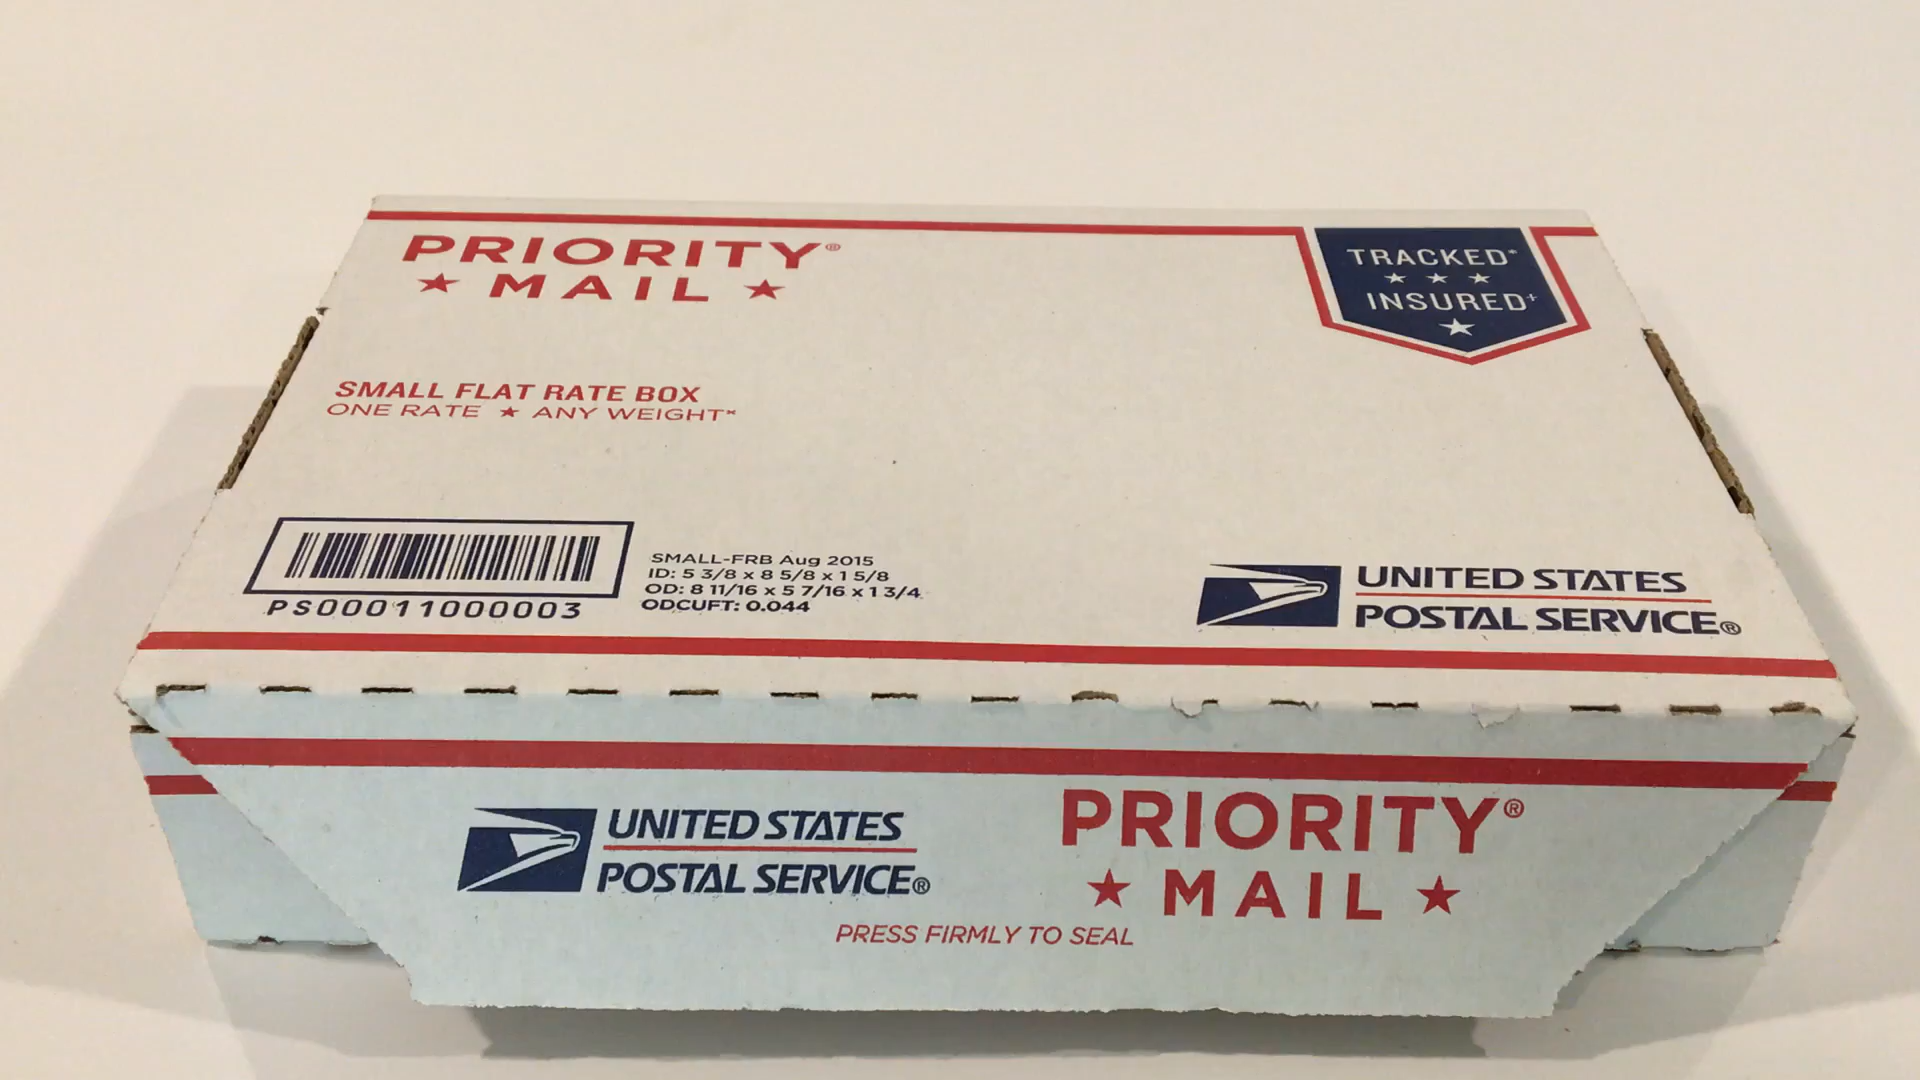 PRIORITY®
★ MAIL ★
TRACKED*
★ ★ ★
INSURED†
★
SMALL FLAT RATE BOX
ONE RATE ★ ANY WEIGHT*
PS00011000003
SMALL-FRB Aug 2015
ID: 5 3/8 x 8 5/8 x 1 5/8
OD: 8 11/16 x 5 7/16 x 1 3/4
ODCUFT: 0.044
UNITED STATES
POSTAL SERVICE®
UNITED STATES
POSTAL SERVICE®
PRIORITY®
★ MAIL ★
PRESS FIRMLY TO SEAL